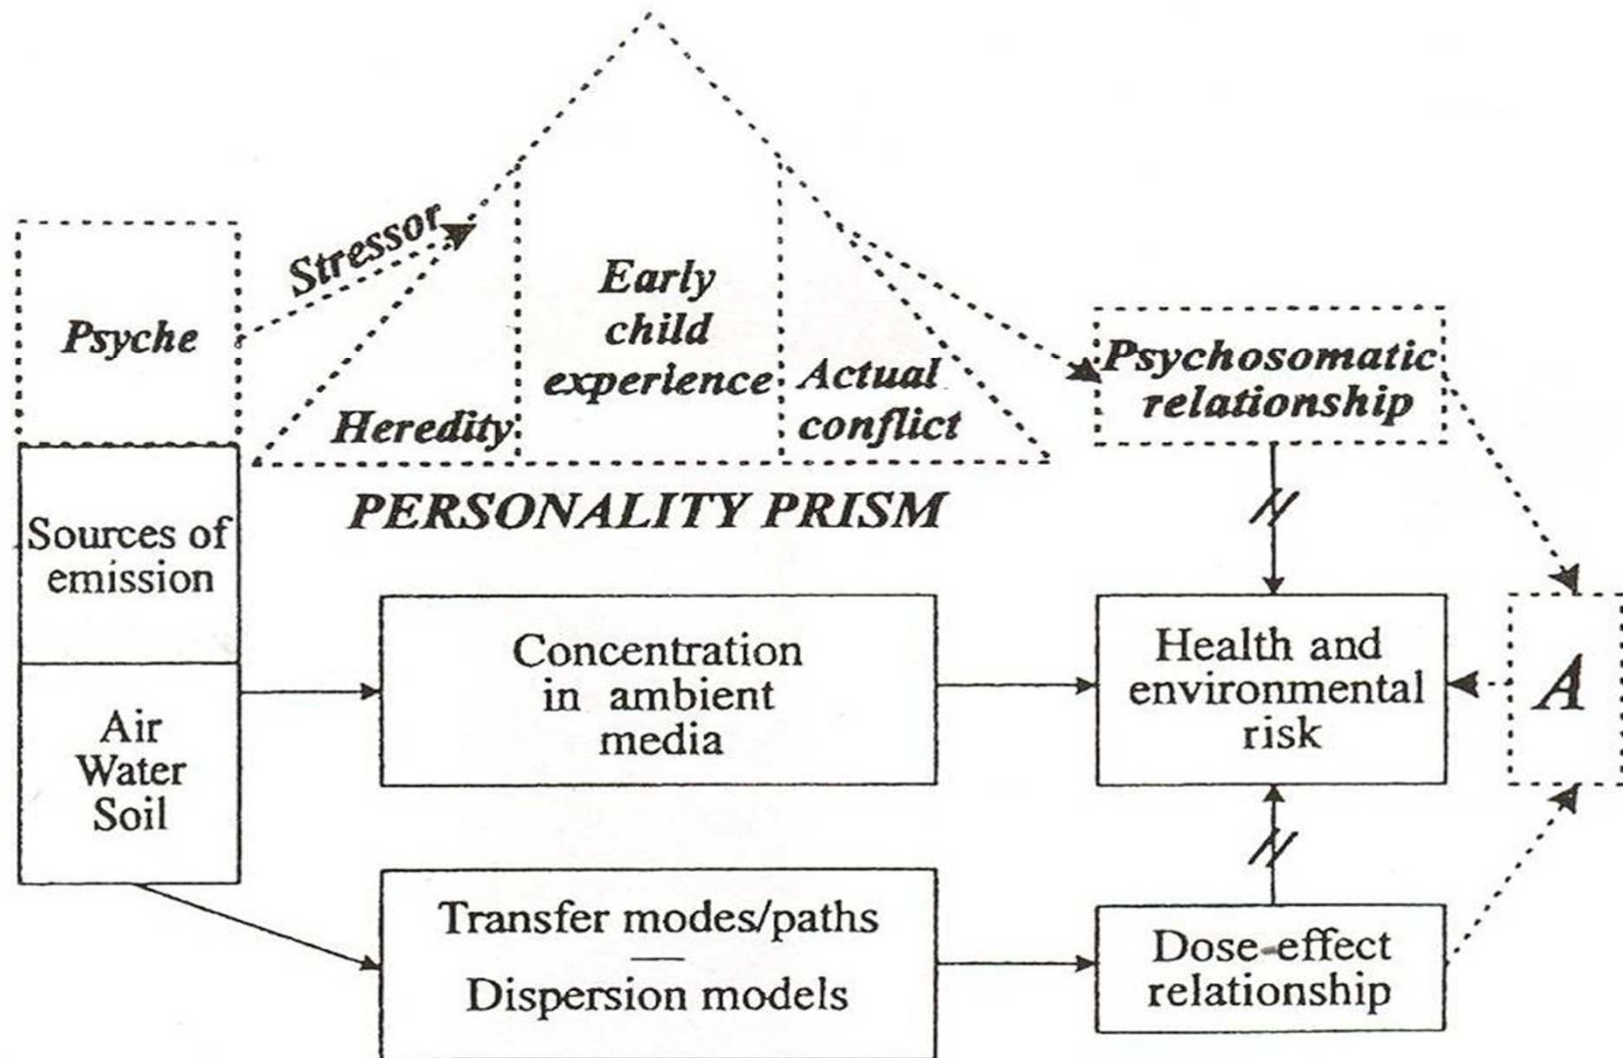 Stressor
Psyche
Early
child
experience
Heredity
Actual
conflict
Psychosomatic
relationship
PERSONALITY PRISM
Sources of
emission
Air
Water
Soil
Concentration
in ambient
media
Health and
environmental
risk
A
Transfer modes/paths
Dispersion models
Dose-effect
relationship